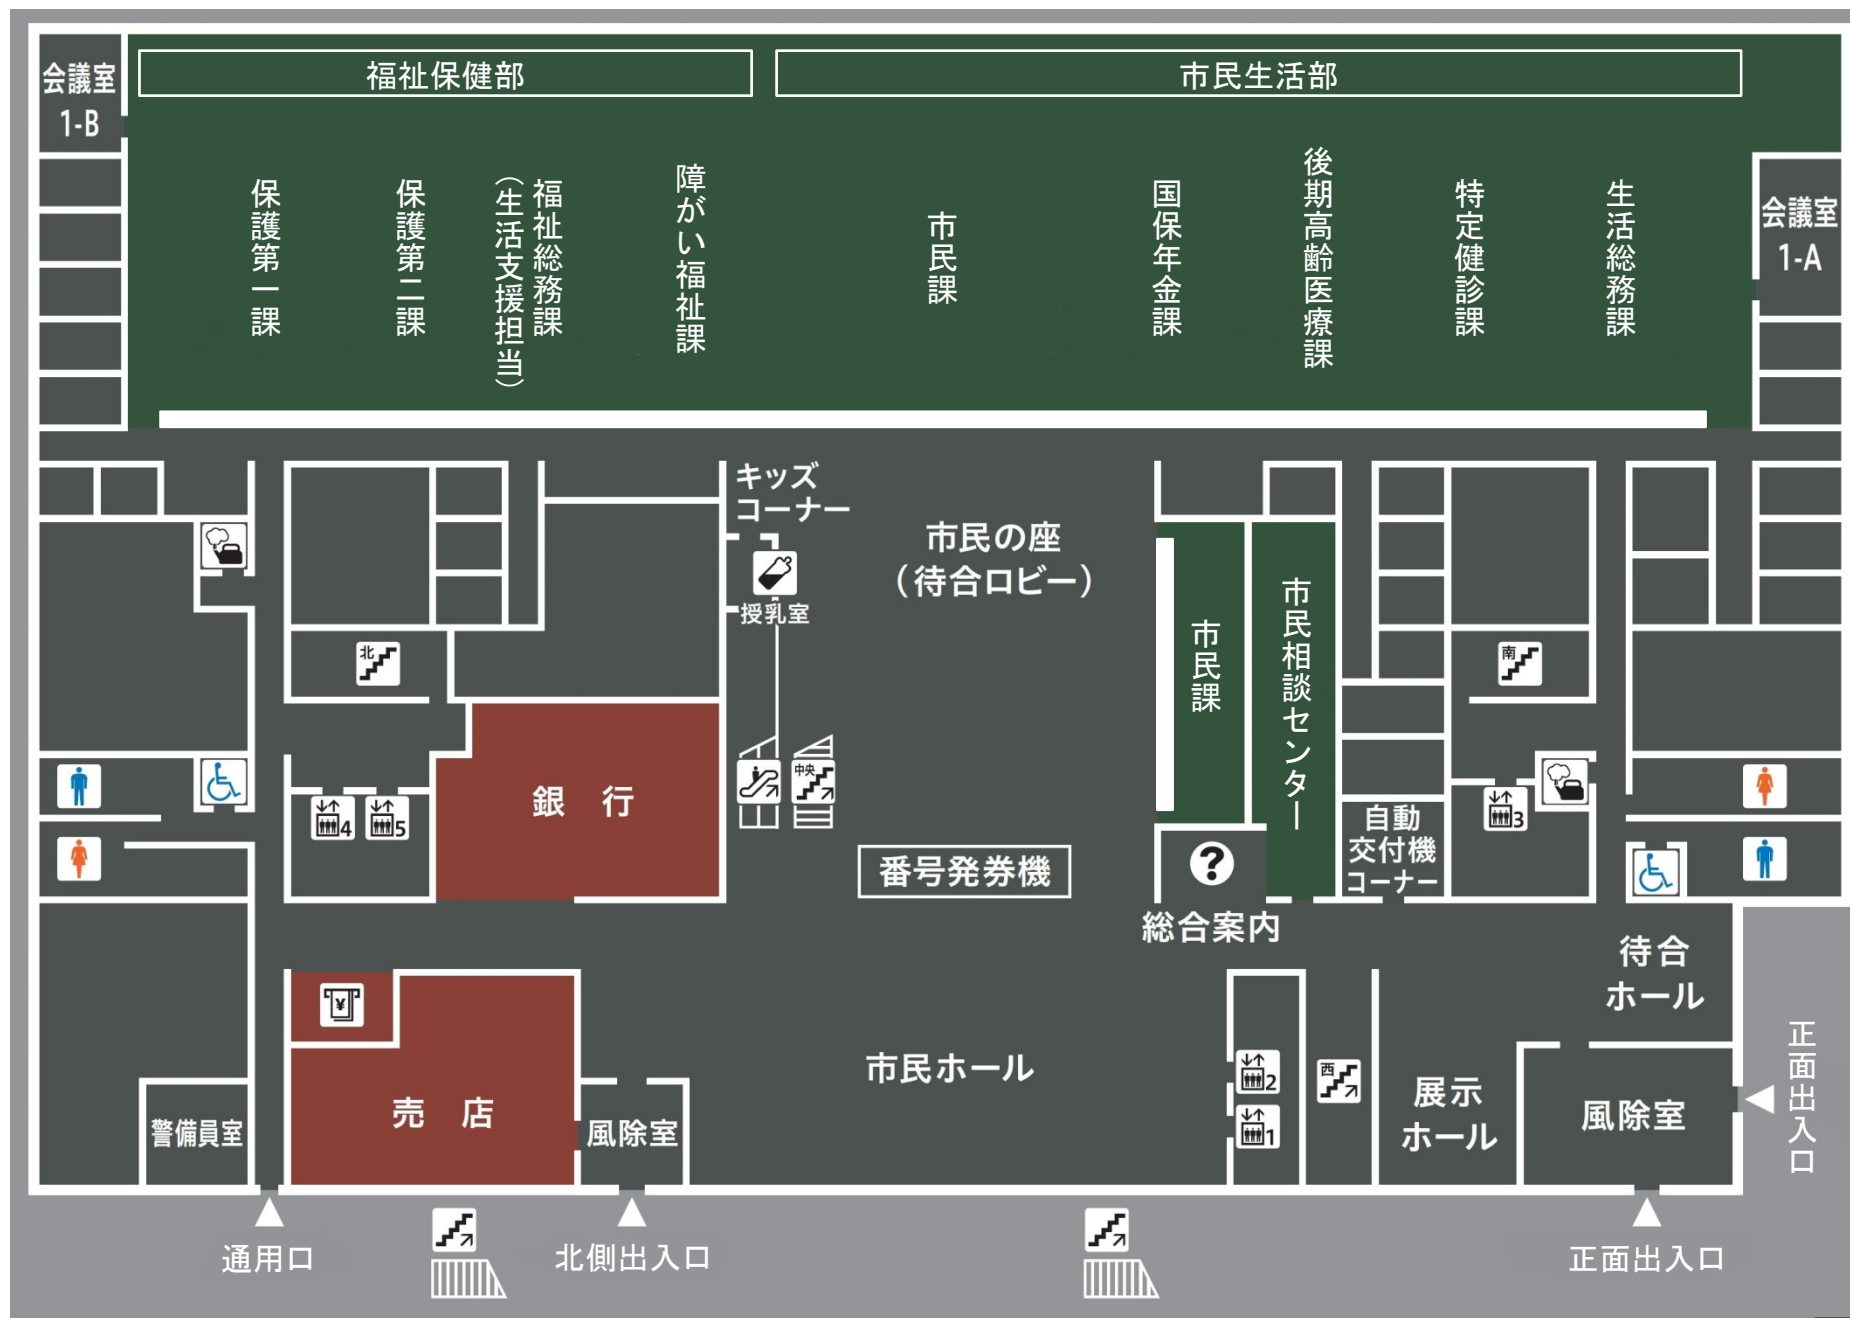 会議室
1-B
福祉保健部
市民生活部
保護第一課
保護第二課
福祉総務課
（生活支援担当）
障がい福祉課
市民課
国保年金課
後期高齢医療課
特定健診課
生活総務課
会議室
1-A
キッズ
コーナー
授乳室
市民の座
（待合ロビー）
市民課
市民相談センター
北
南
中央
銀　行
4
5
3
自動
交付機
コーナー
番号発券機
?
総合案内
待合
ホール
¥
売　店
警備員室
風除室
市民ホール
2
1
西
展示
ホール
風除室
正面出入口
通用口
北側出入口
正面出入口